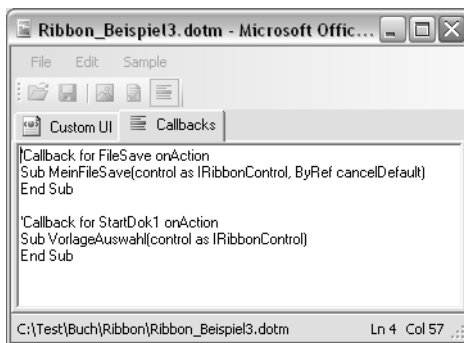 Ribbon_Beispiel3.dotm - Microsoft Offic...
File Edit Sample
Custom UI Callbacks
'Callback for FileSave onAction
Sub MeinFileSave(control as IRibbonControl, ByRef cancelDefault)
End Sub
'Callback for StartDok1 onAction
Sub VorlageAuswahl(control as IRibbonControl)
End Sub
C:\Test\Buch\Ribbon\Ribbon_Beispiel3.dotm Ln 4 Col 57